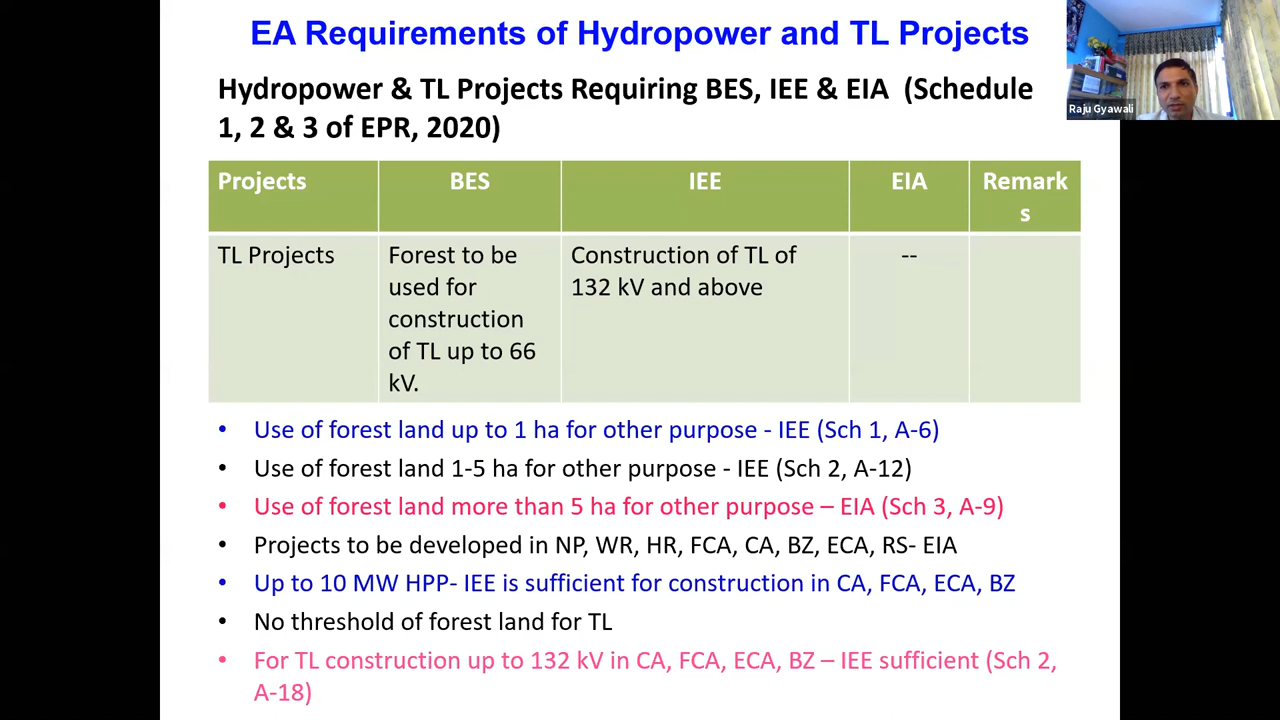 EA Requirements of Hydropower and TL Projects
Raju Gyawali
Hydropower & TL Projects Requiring BES, IEE & EIA (Schedule
1, 2 & 3 of EPR, 2020)
Projects BES IEE EIA Remark
s
TL Projects
Forest to be
used for
construction
of TL up to 66
kV.
Construction of TL of
132 kV and above
--
• Use of forest land up to 1 ha for other purpose - IEE (Sch 1, A-6)
• Use of forest land 1-5 ha for other purpose - IEE (Sch 2, A-12)
• Use of forest land more than 5 ha for other purpose – EIA (Sch 3, A-9)
• Projects to be developed in NP, WR, HR, FCA, CA, BZ, ECA, RS- EIA
• Up to 10 MW HPP- IEE is sufficient for construction in CA, FCA, ECA, BZ
• No threshold of forest land for TL
• For TL construction up to 132 kV in CA, FCA, ECA, BZ – IEE sufficient (Sch 2,
A-18)